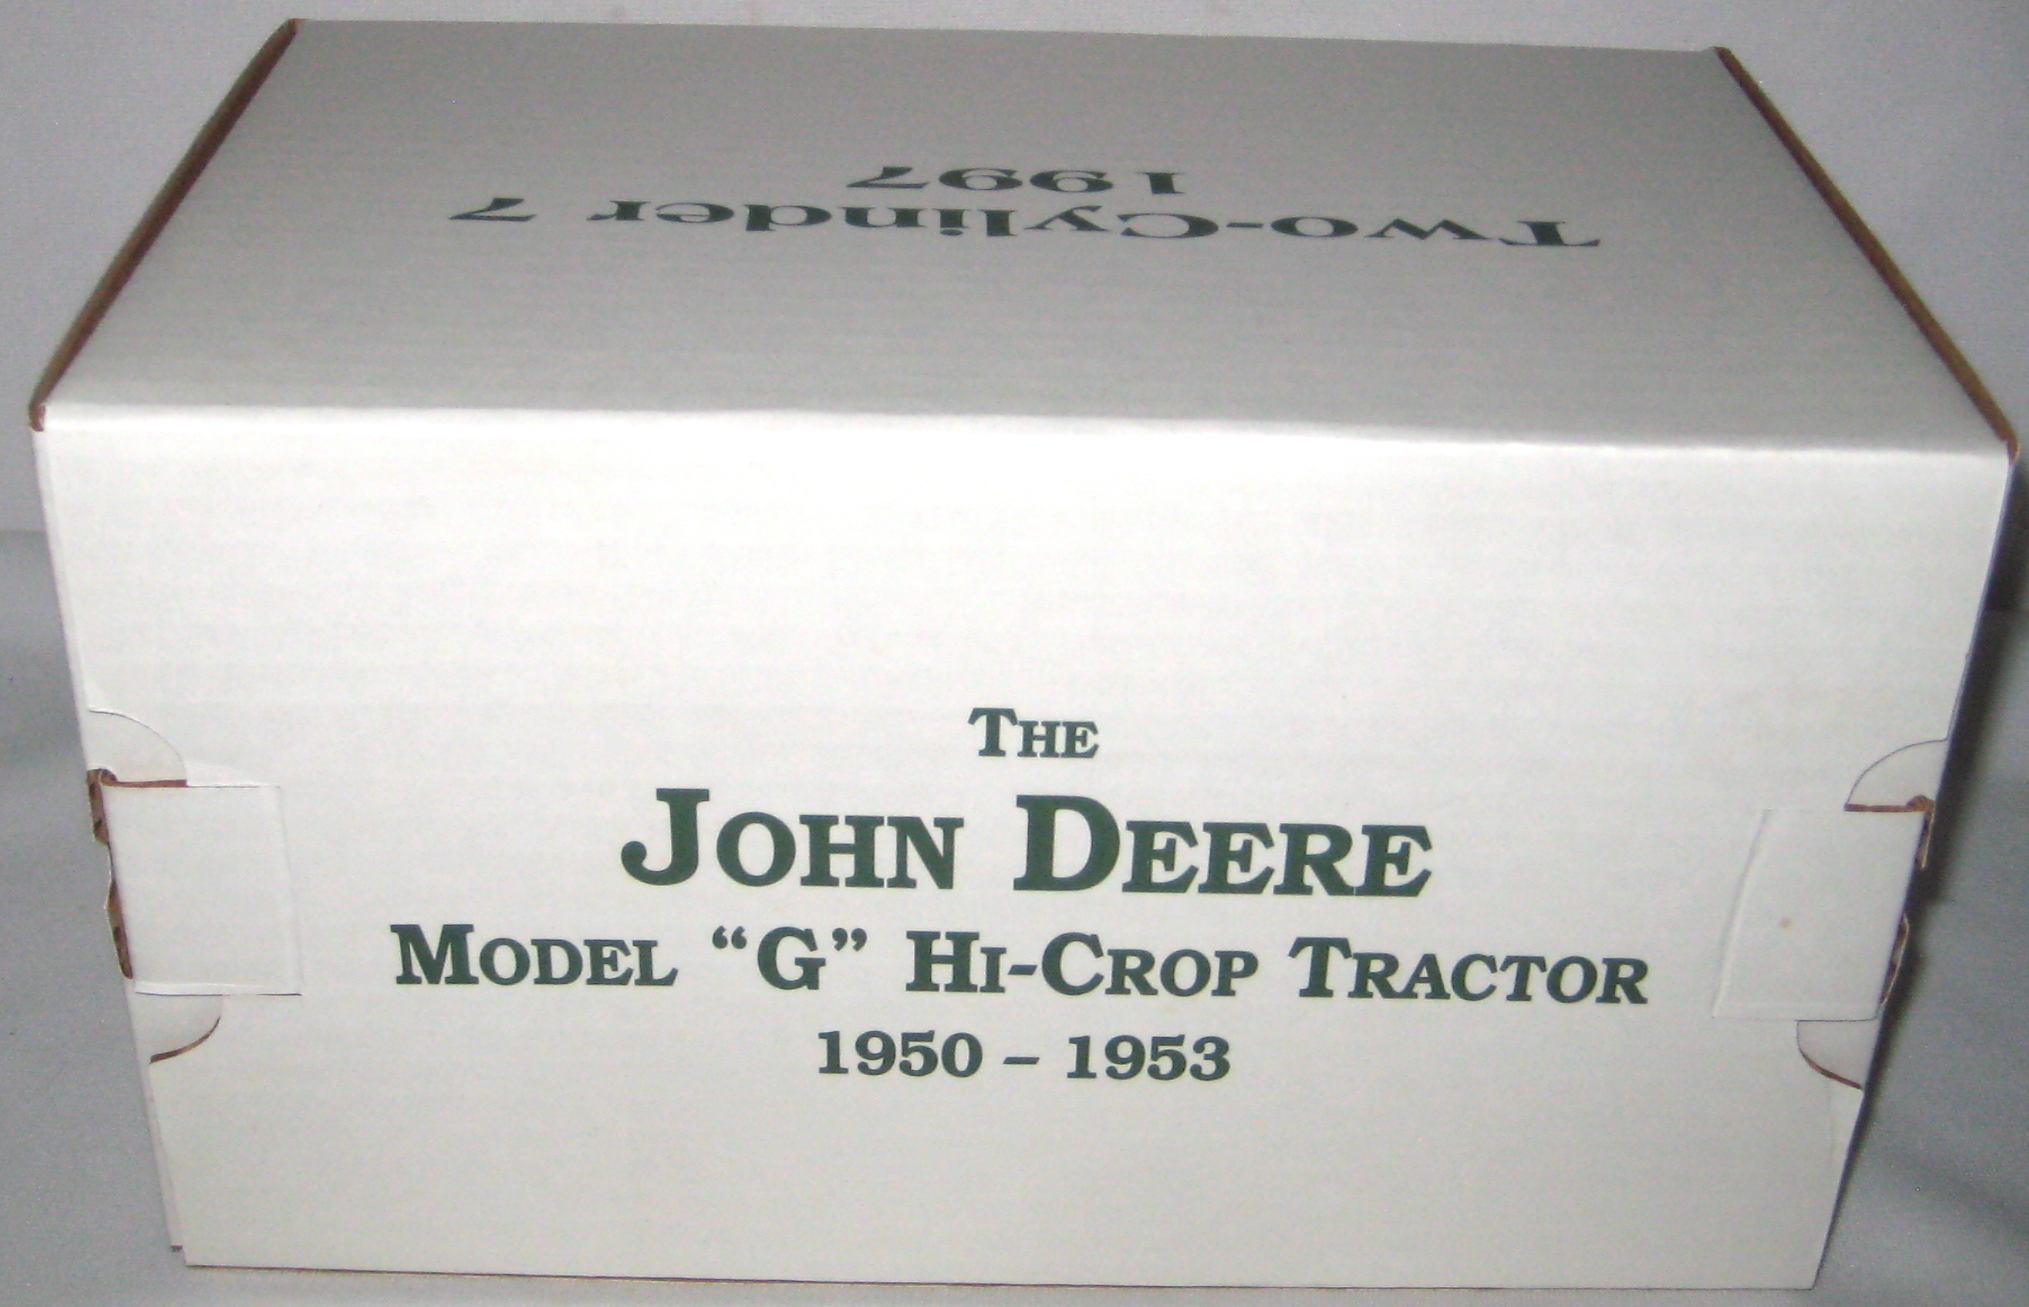 Two-Cylinder 7
1997
THE
JOHN DEERE
MODEL “G” HI-CROP TRACTOR
1950 – 1953